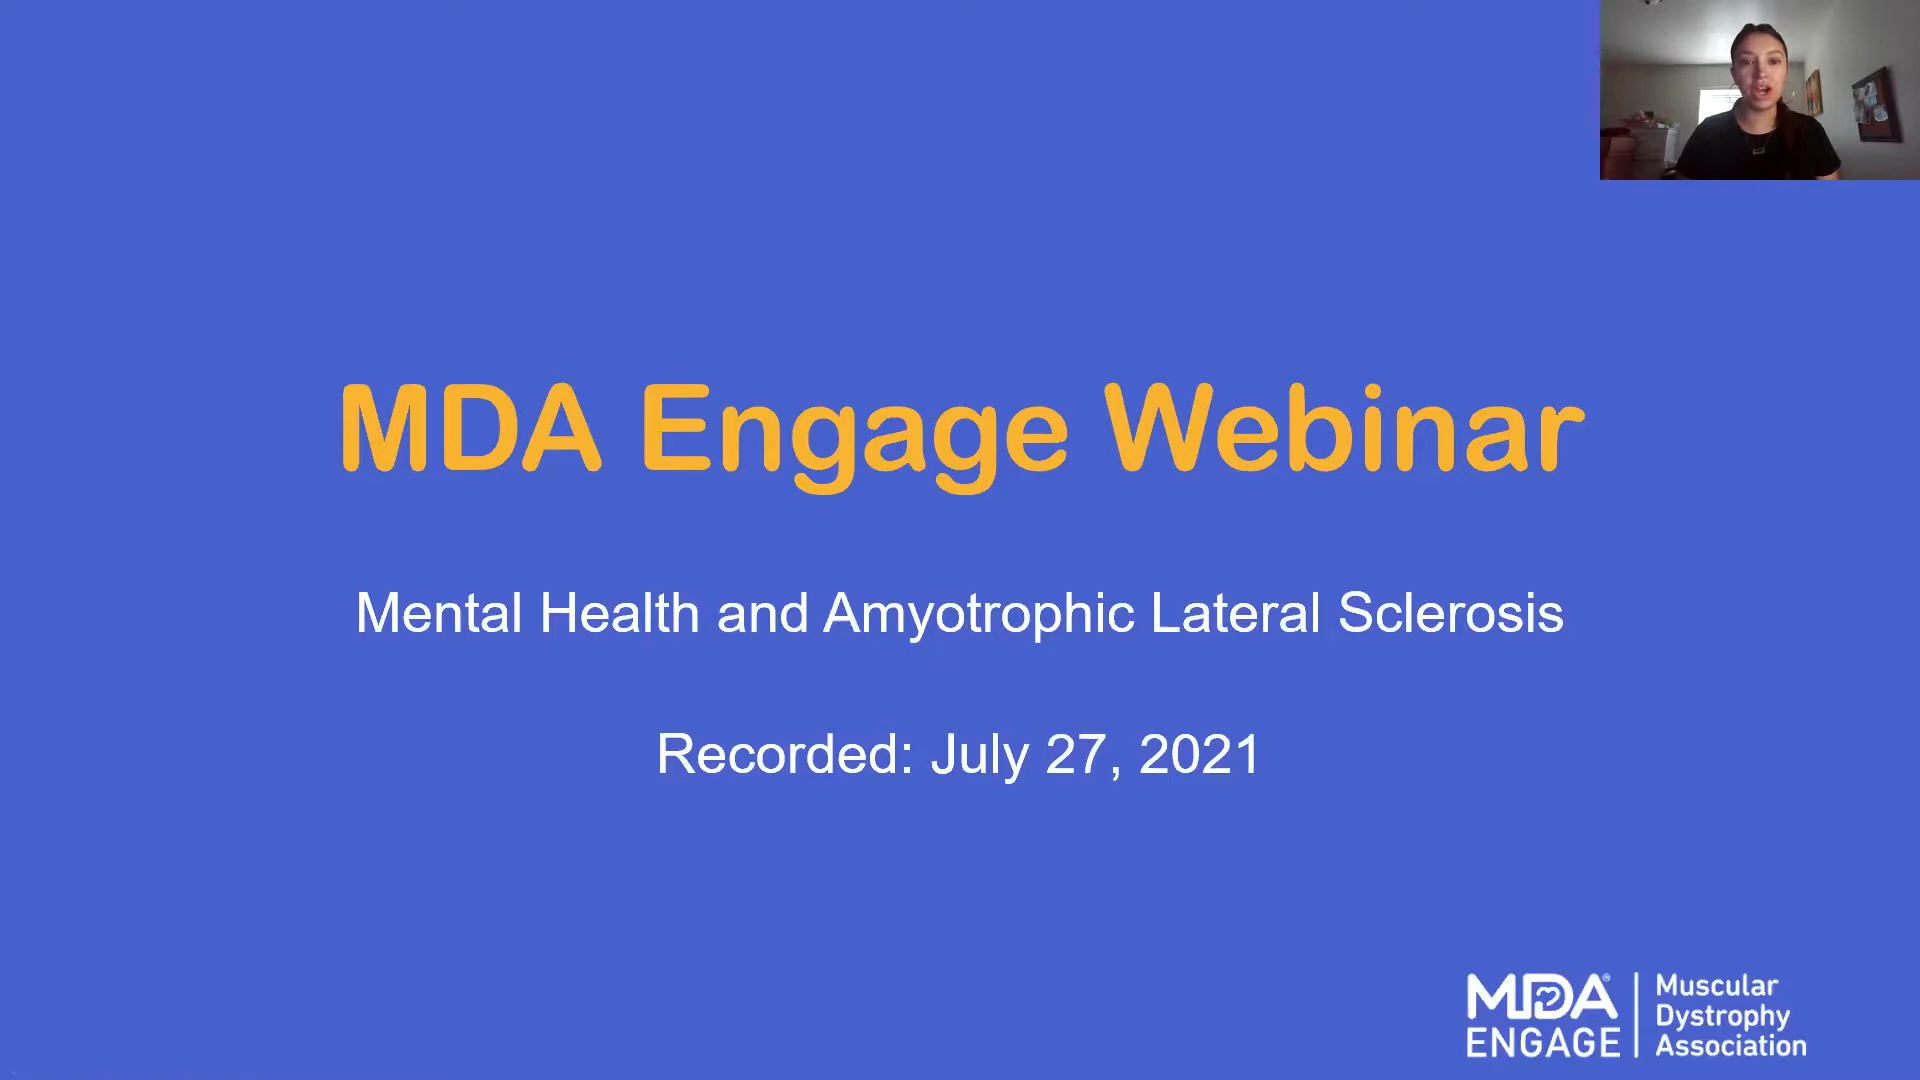 MDA Engage Webinar
Mental Health and Amyotrophic Lateral Sclerosis
Recorded: July 27, 2021
MDA®
ENGAGE
Muscular
Dystrophy
Association